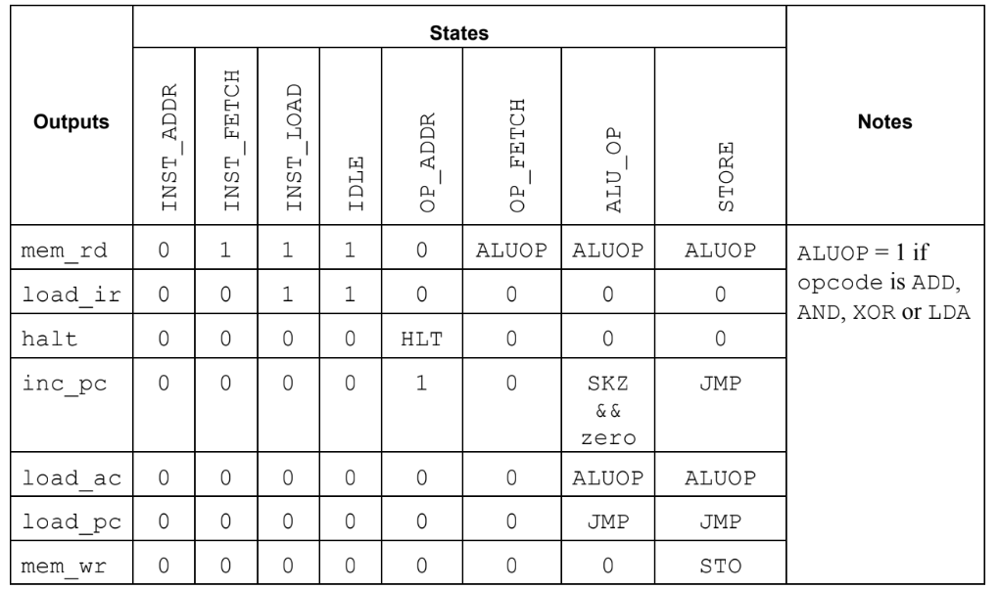 States
Outputs INST_ADDR INST_FETCH INST_LOAD IDLE OP_ADDR OP_FETCH ALU_OP STORE Notes
mem_rd 0 1 1 1 0 ALUOP ALUOP ALUOP
ALUOP = 1 if
opcode is ADD,
AND, XOR or LDA
load_ir 0 0 1 1 0 0 0 0
halt 0 0 0 0 HLT 0 0 0
inc_pc 0 0 0 0 1 0 SKZ JMP
&&
zero
load_ac 0 0 0 0 0 0 ALUOP ALUOP
load_pc 0 0 0 0 0 0 JMP JMP
mem_wr 0 0 0 0 0 0 0 STO